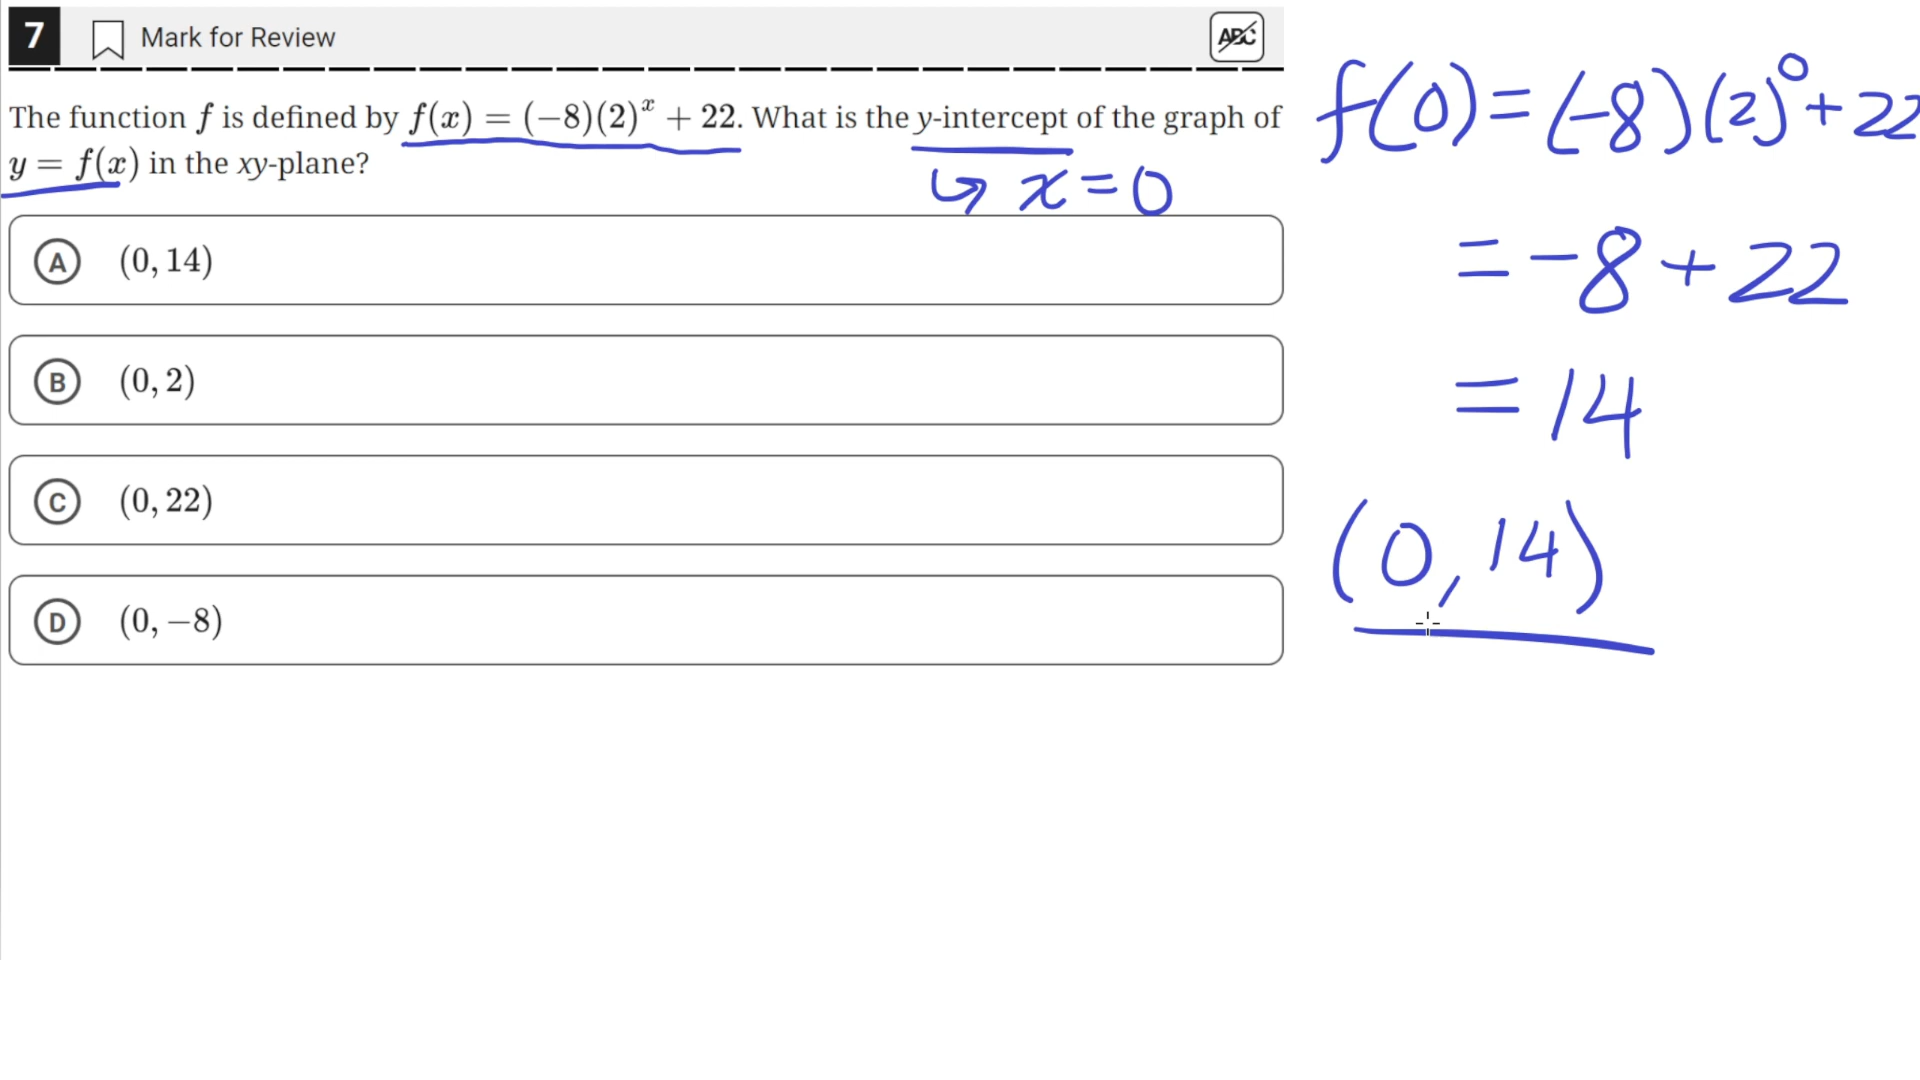 7 Mark for Review ABC
The function f is defined by f(x) = (−8)(2)^x + 22. What is the y-intercept of the graph of
y = f(x) in the xy-plane?
↪ x = 0
A (0, 14)
B (0, 2)
C (0, 22)
D (0, −8)
f(0) = (−8)(2)^0 + 22
= −8 + 22
= 14
(0, 14)